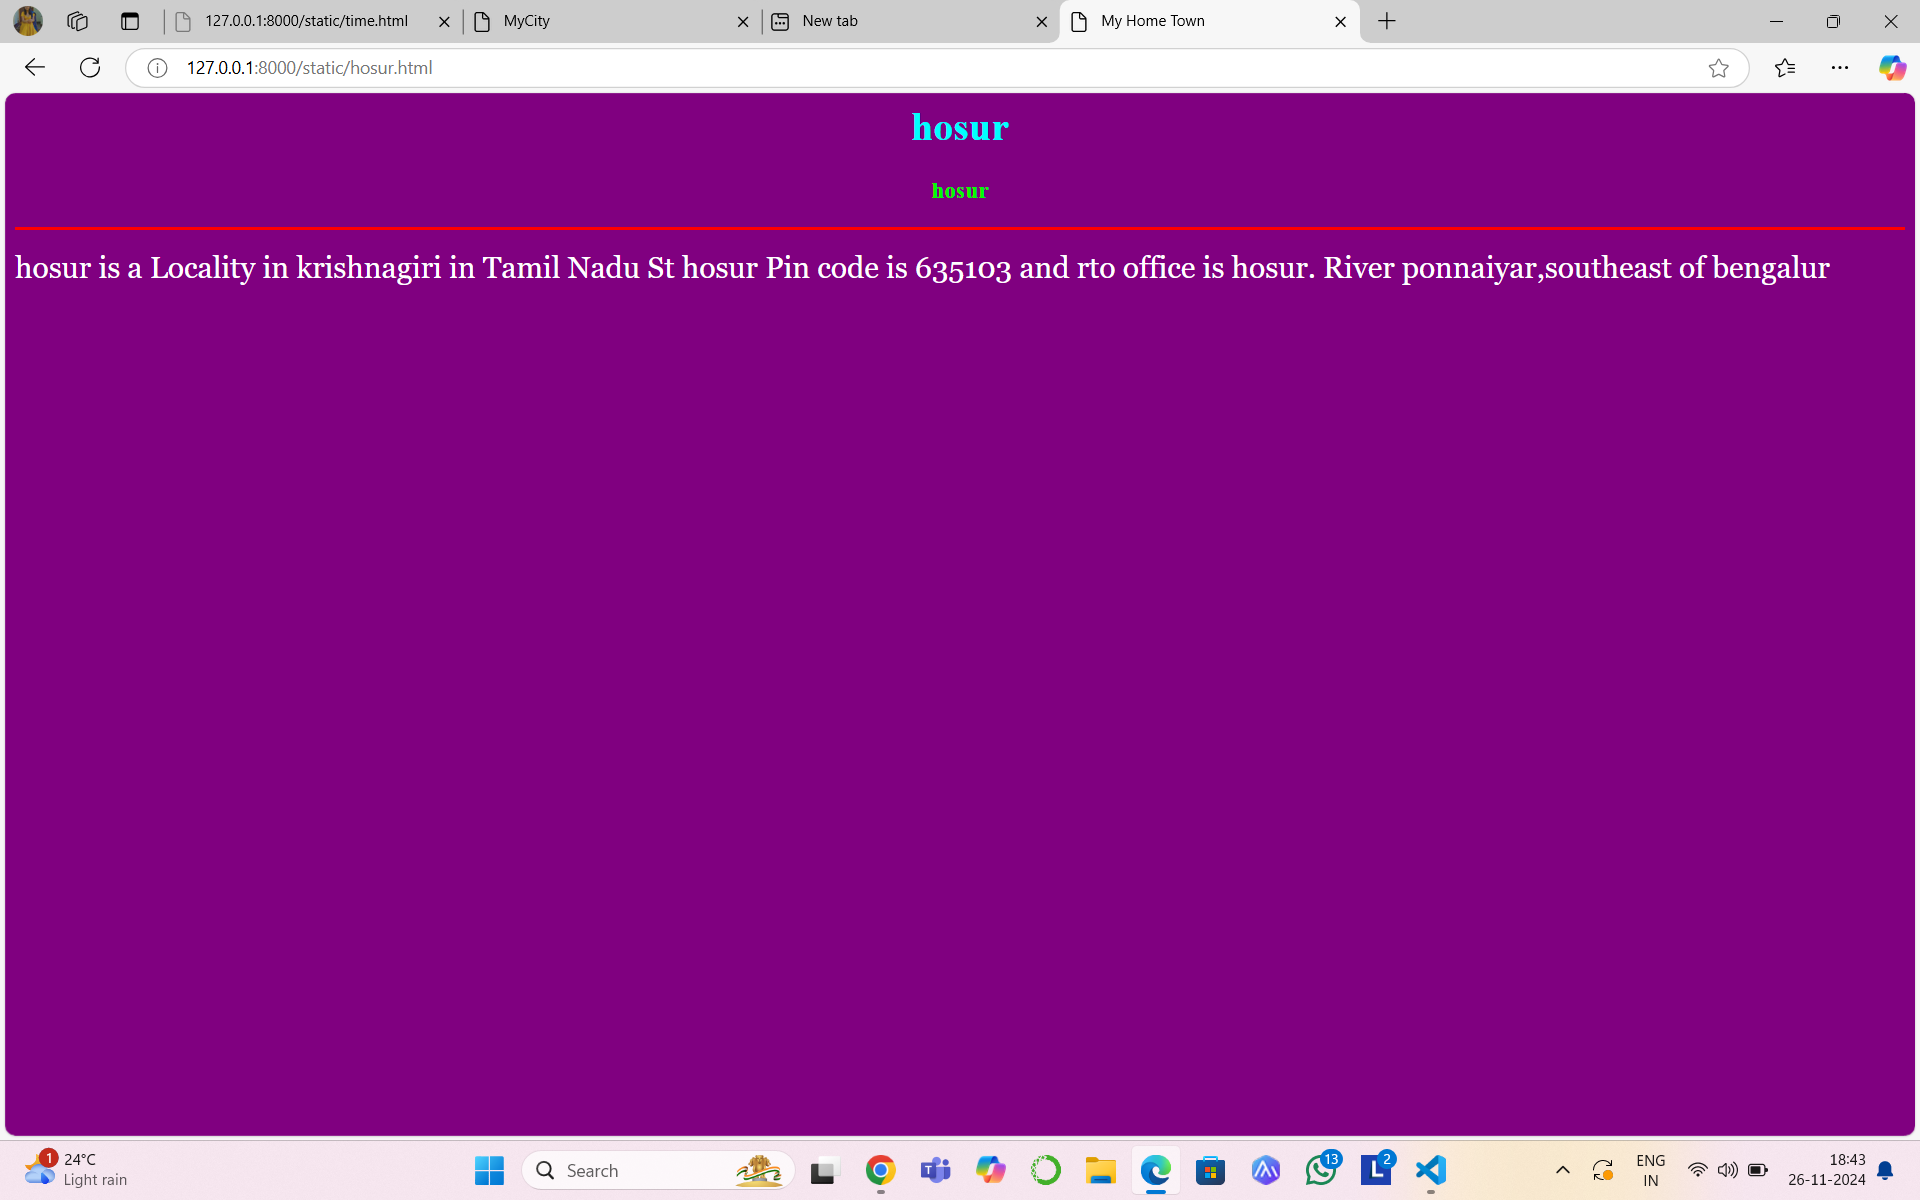 127.0.0.1:8000/static/time.html
MyCity
New tab
My Home Town
127.0.0.1:8000/static/hosur.html
hosur
hosur
hosur is a Locality in krishnagiri in Tamil Nadu St hosur Pin code is 635103 and rto office is hosur. River ponnaiyar,southeast of bengalur
1
24°C
Light rain
Search
13
2
ENG
IN
18:43
26-11-2024